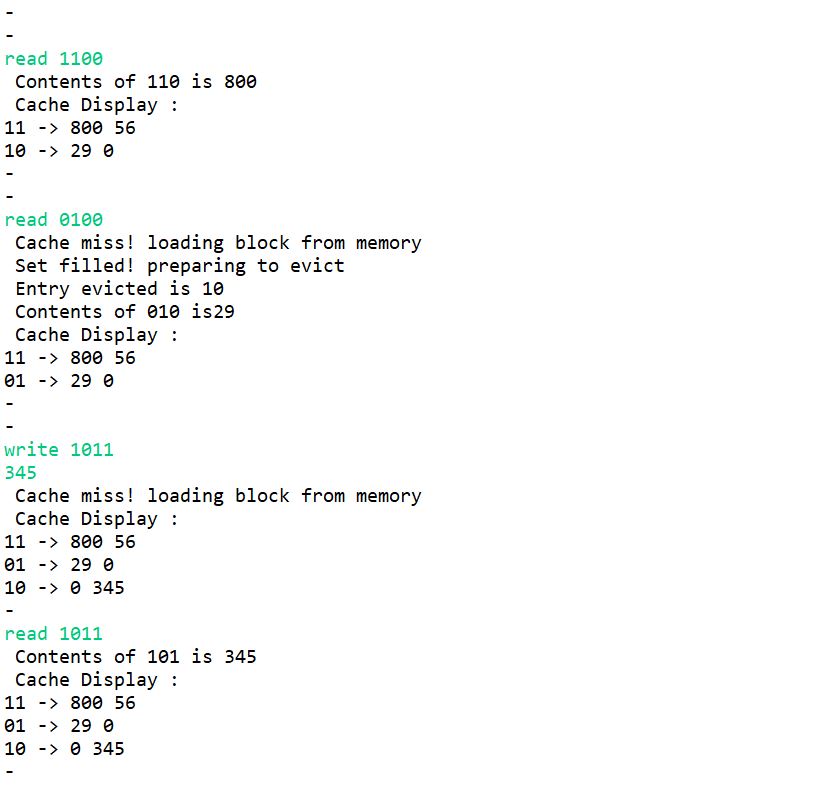 -
-
read 1100
Contents of 110 is 800
Cache Display :
11 -> 800 56
10 -> 29 0
-
-
read 0100
Cache miss! loading block from memory
Set filled! preparing to evict
Entry evicted is 10
Contents of 010 is29
Cache Display :
11 -> 800 56
01 -> 29 0
-
-
write 1011
345
Cache miss! loading block from memory
Cache Display :
11 -> 800 56
01 -> 29 0
10 -> 0 345
-
read 1011
Contents of 101 is 345
Cache Display :
11 -> 800 56
01 -> 29 0
10 -> 0 345
-